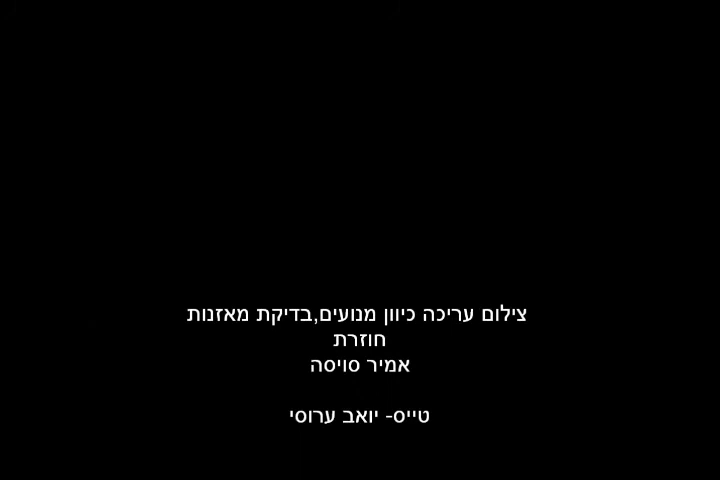 צילום עריכה כיוון מנועים,בדיקת מאזנות
חוזרת
אמיר סויסה
טייס- יואב ערוסי